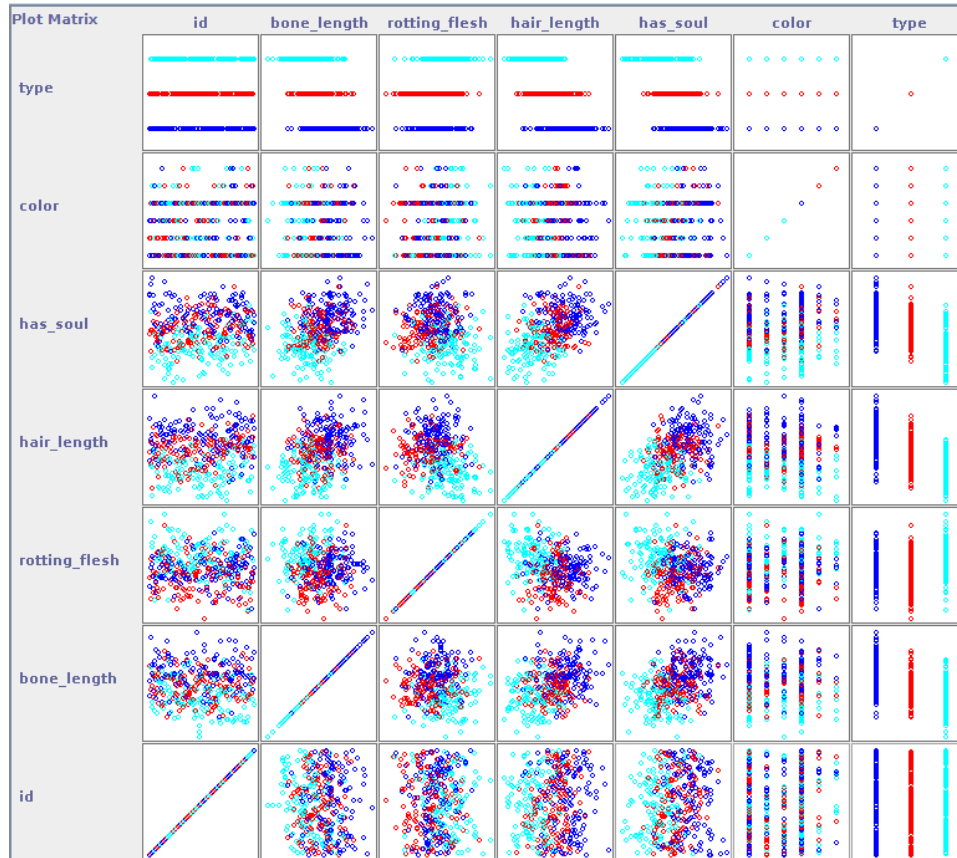 Plot Matrix id bone_length rotting_flesh hair_length has_soul color type
type
color
has_soul
hair_length
rotting_flesh
bone_length
id